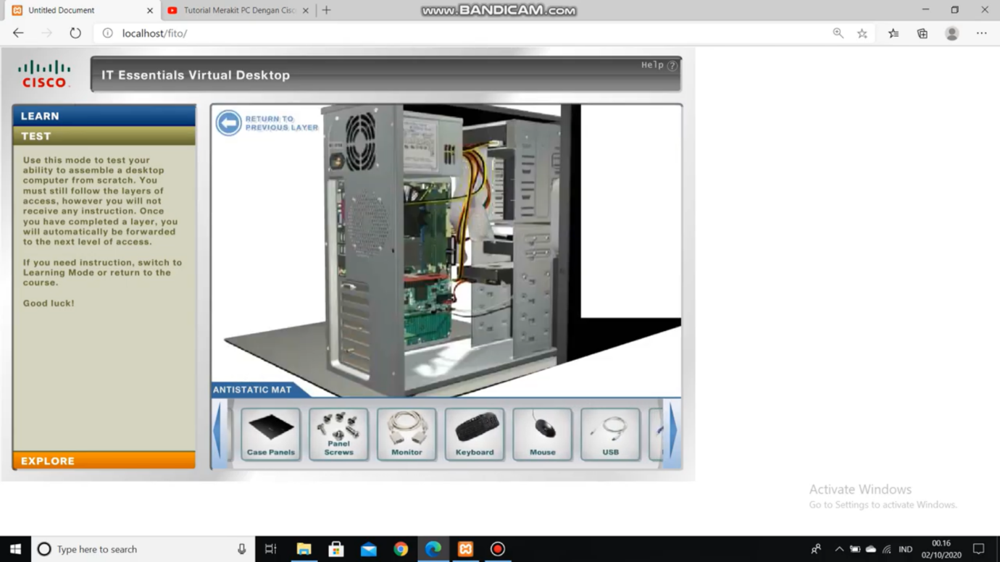 Untitled Document
Tutorial Merakit PC Dengan Cisc
www.BANDICAM.com
localhost/fito/
CISCO
IT Essentials Virtual Desktop
Help ?
LEARN
TEST
Use this mode to test your
ability to assemble a desktop
computer from scratch. You
must still follow the layers of
access, however you will not
receive any instruction. Once
you have completed a layer, you
will automatically be forwarded
to the next level of access.
If you need instruction, switch to
Learning Mode or return to the
course.
Good luck!
EXPLORE
RETURN TO
PREVIOUS LAYER
ANTISTATIC MAT
Case Panels
Panel
Screws
Monitor
Keyboard
Mouse
USB
Activate Windows
Go to Settings to activate Windows.
Type here to search
IND
00.16
02/10/2020